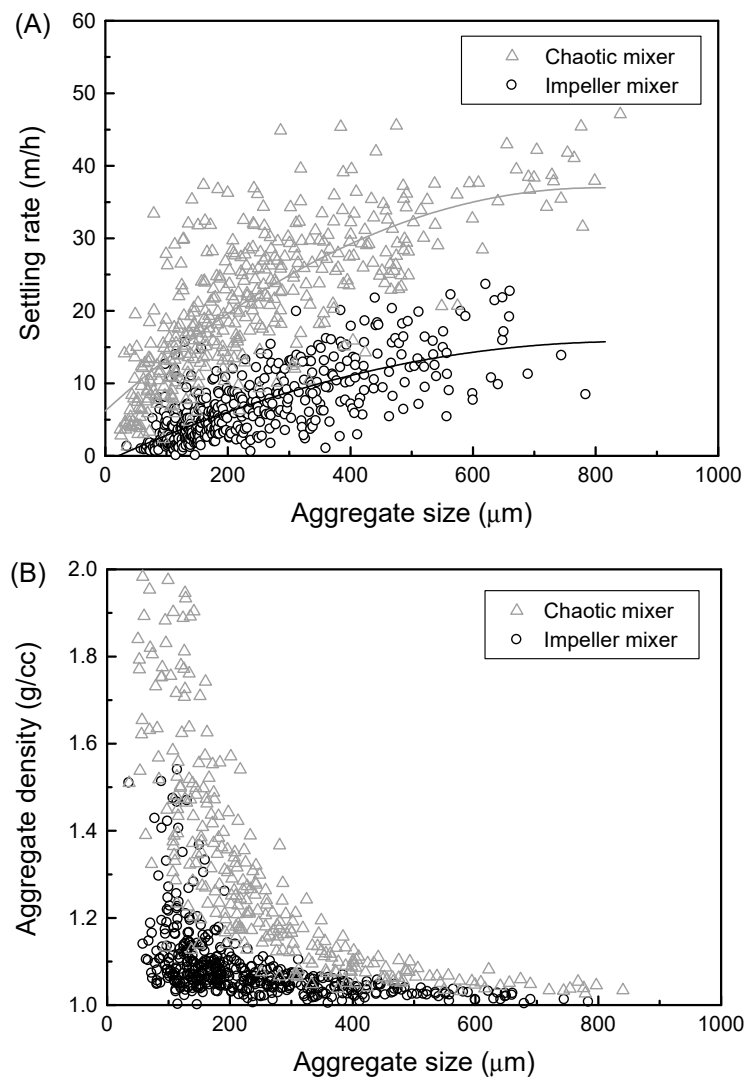 (A)
60
50
40
30
20
10
0
Settling rate (m/h)
Chaotic mixer
Impeller mixer
0 200 400 600 800 1000
Aggregate size (μm)
(B)
2.0
1.8
1.6
1.4
1.2
1.0
Aggregate density (g/cc)
Chaotic mixer
Impeller mixer
0 200 400 600 800 1000
Aggregate size (μm)